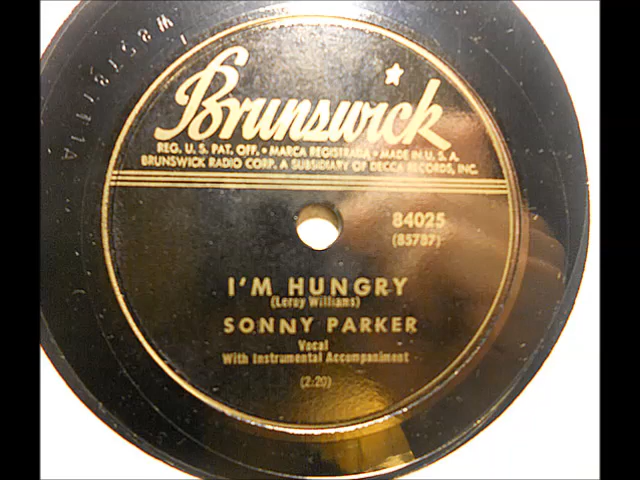 Brunswick
REG. U. S. PAT. OFF. • MARCA REGISTRADA • MADE IN U. S. A.
BRUNSWICK RADIO CORP. A SUBSIDIARY OF DECCA RECORDS, INC.
84025
(85787)
I'M HUNGRY
(Leroy Williams)
SONNY PARKER
Vocal
With Instrumental Accompaniment
(2:20)